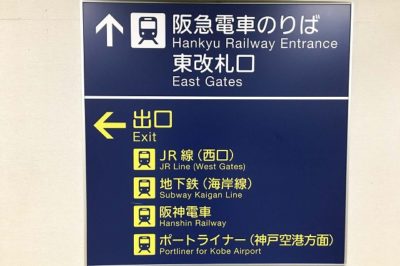 阪急電車のりば
Hankyu Railway Entrance
東改札口
East Gates
出口
Exit
JR線(西口)
JR Line (West Gates)
地下鉄(海岸線)
Subway Kaigan Line
阪神電車
Hanshin Railway
ポートライナー(神戸空港方面)
Portliner for Kobe Airport